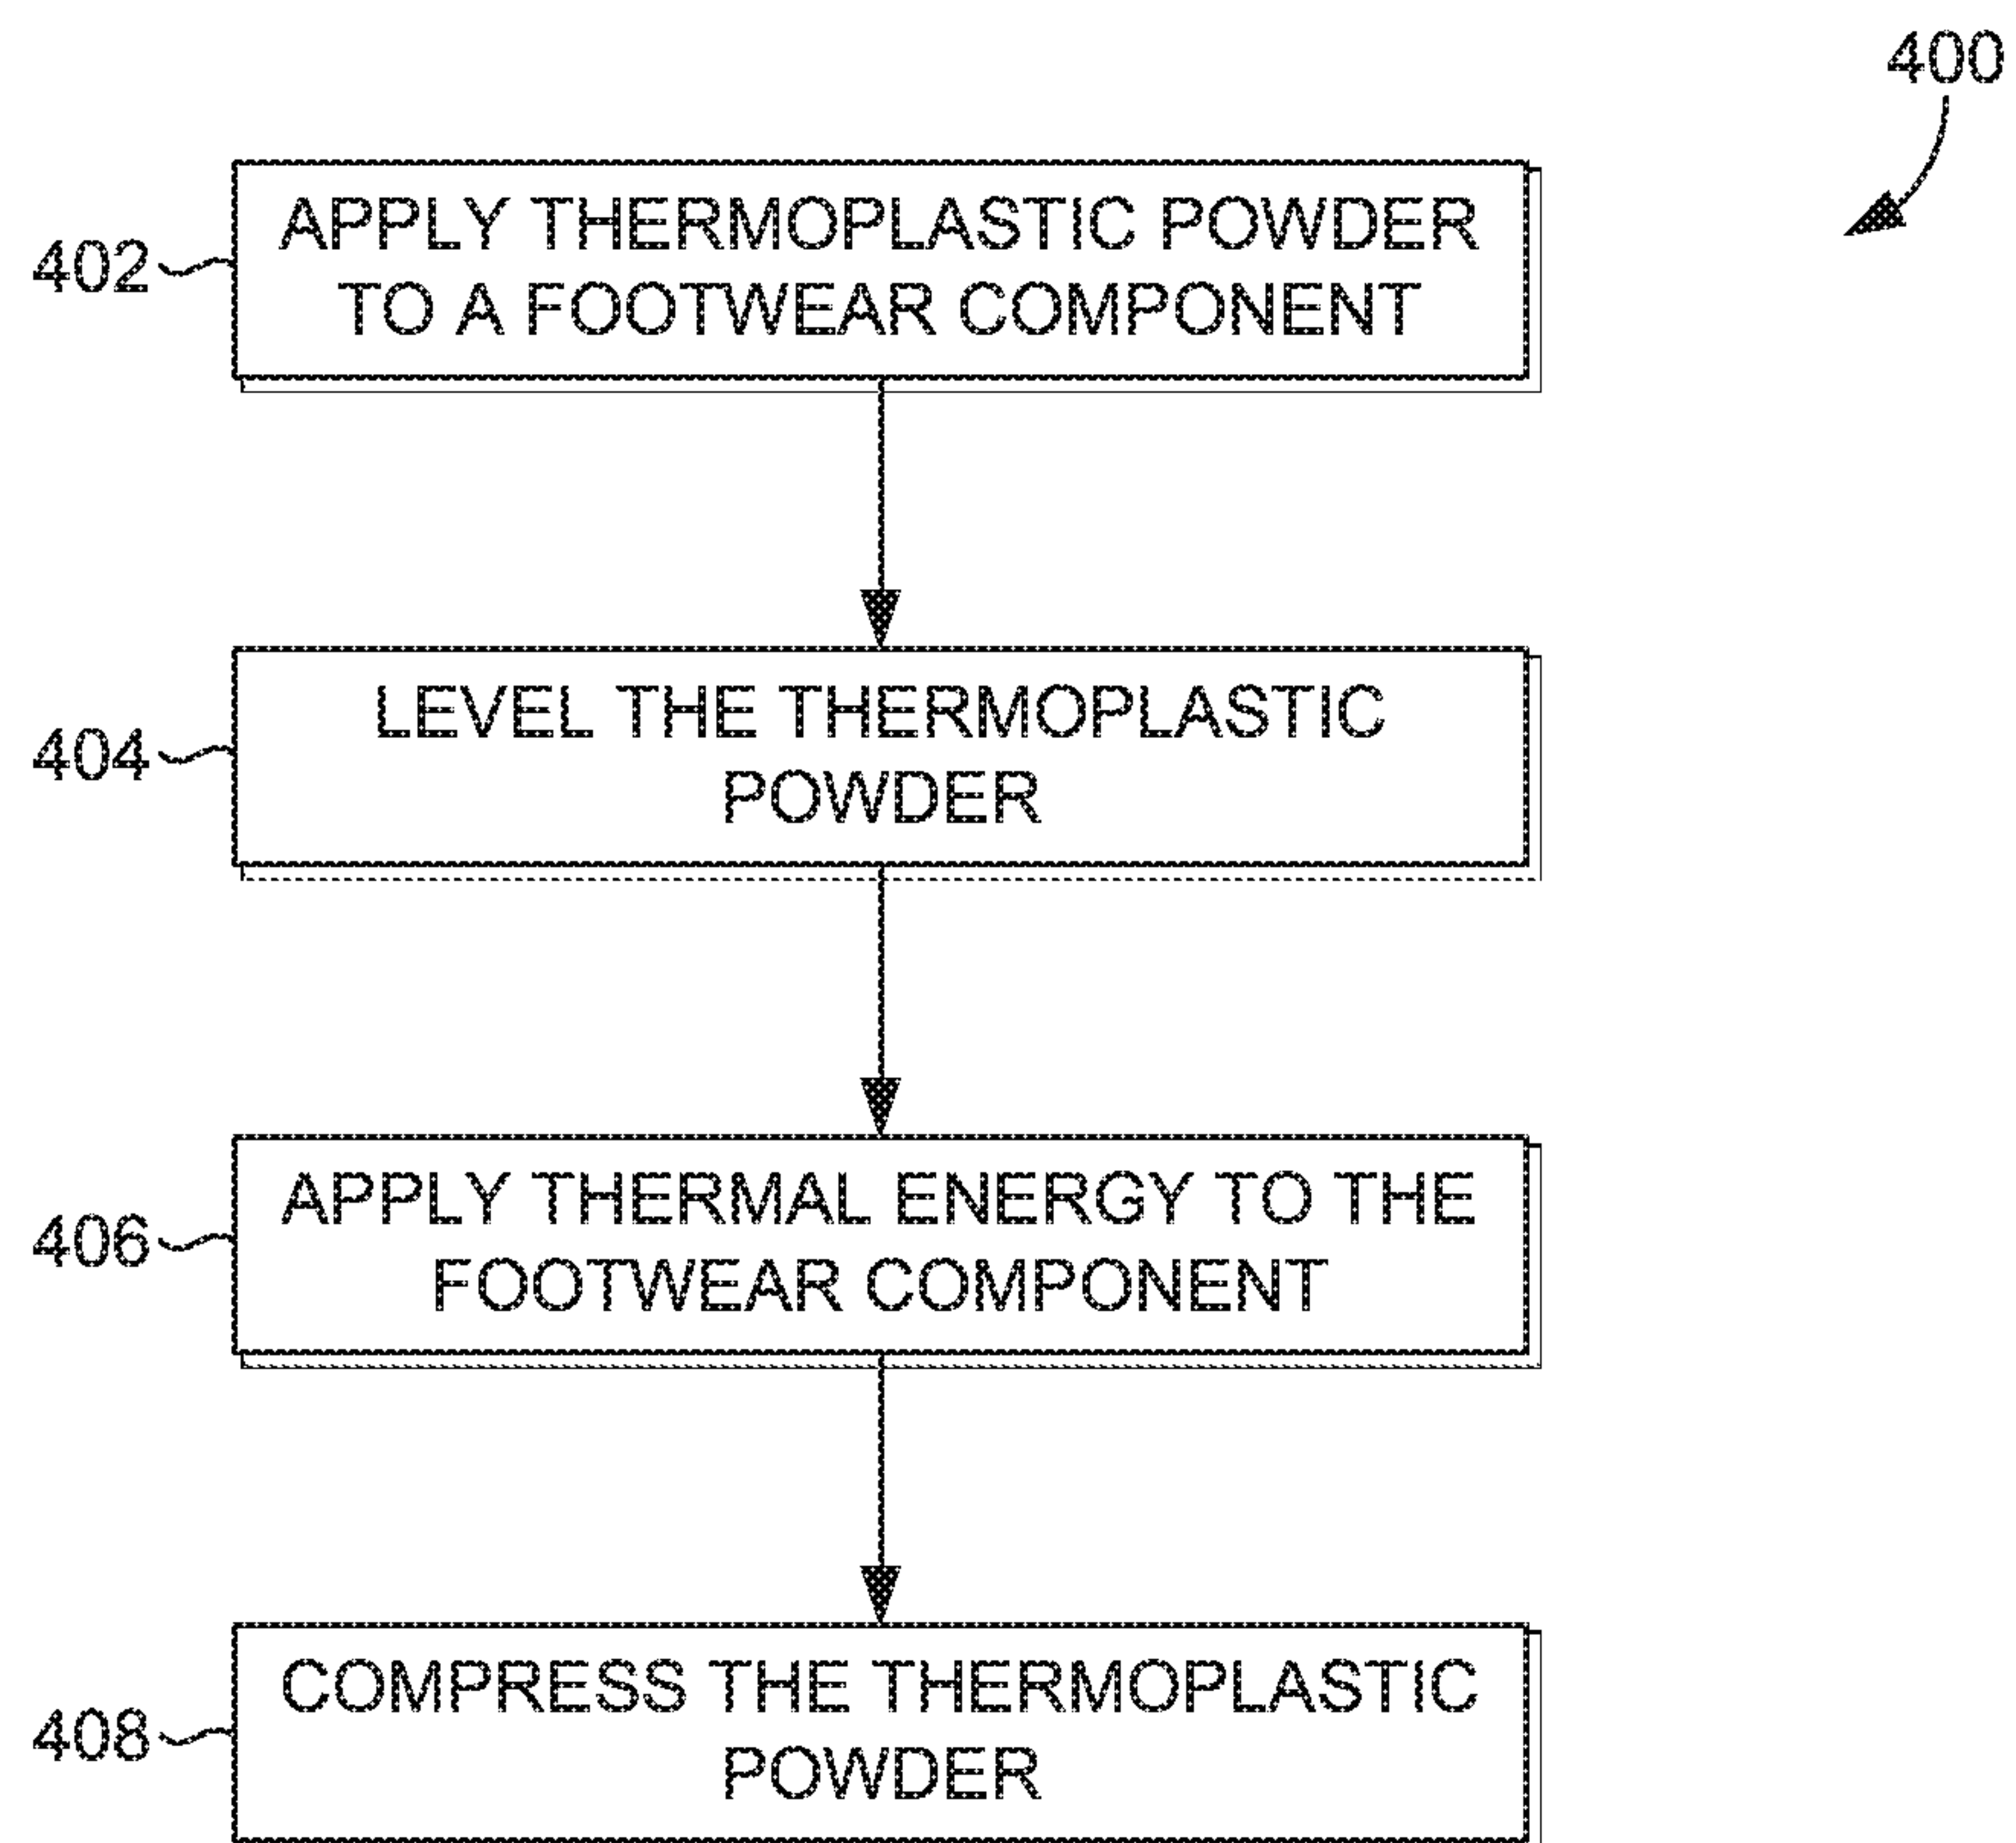 400
402
APPLY THERMOPLASTIC POWDER
TO A FOOTWEAR COMPONENT
404
LEVEL THE THERMOPLASTIC
POWDER
406
APPLY THERMAL ENERGY TO THE
FOOTWEAR COMPONENT
408
COMPRESS THE THERMOPLASTIC
POWDER